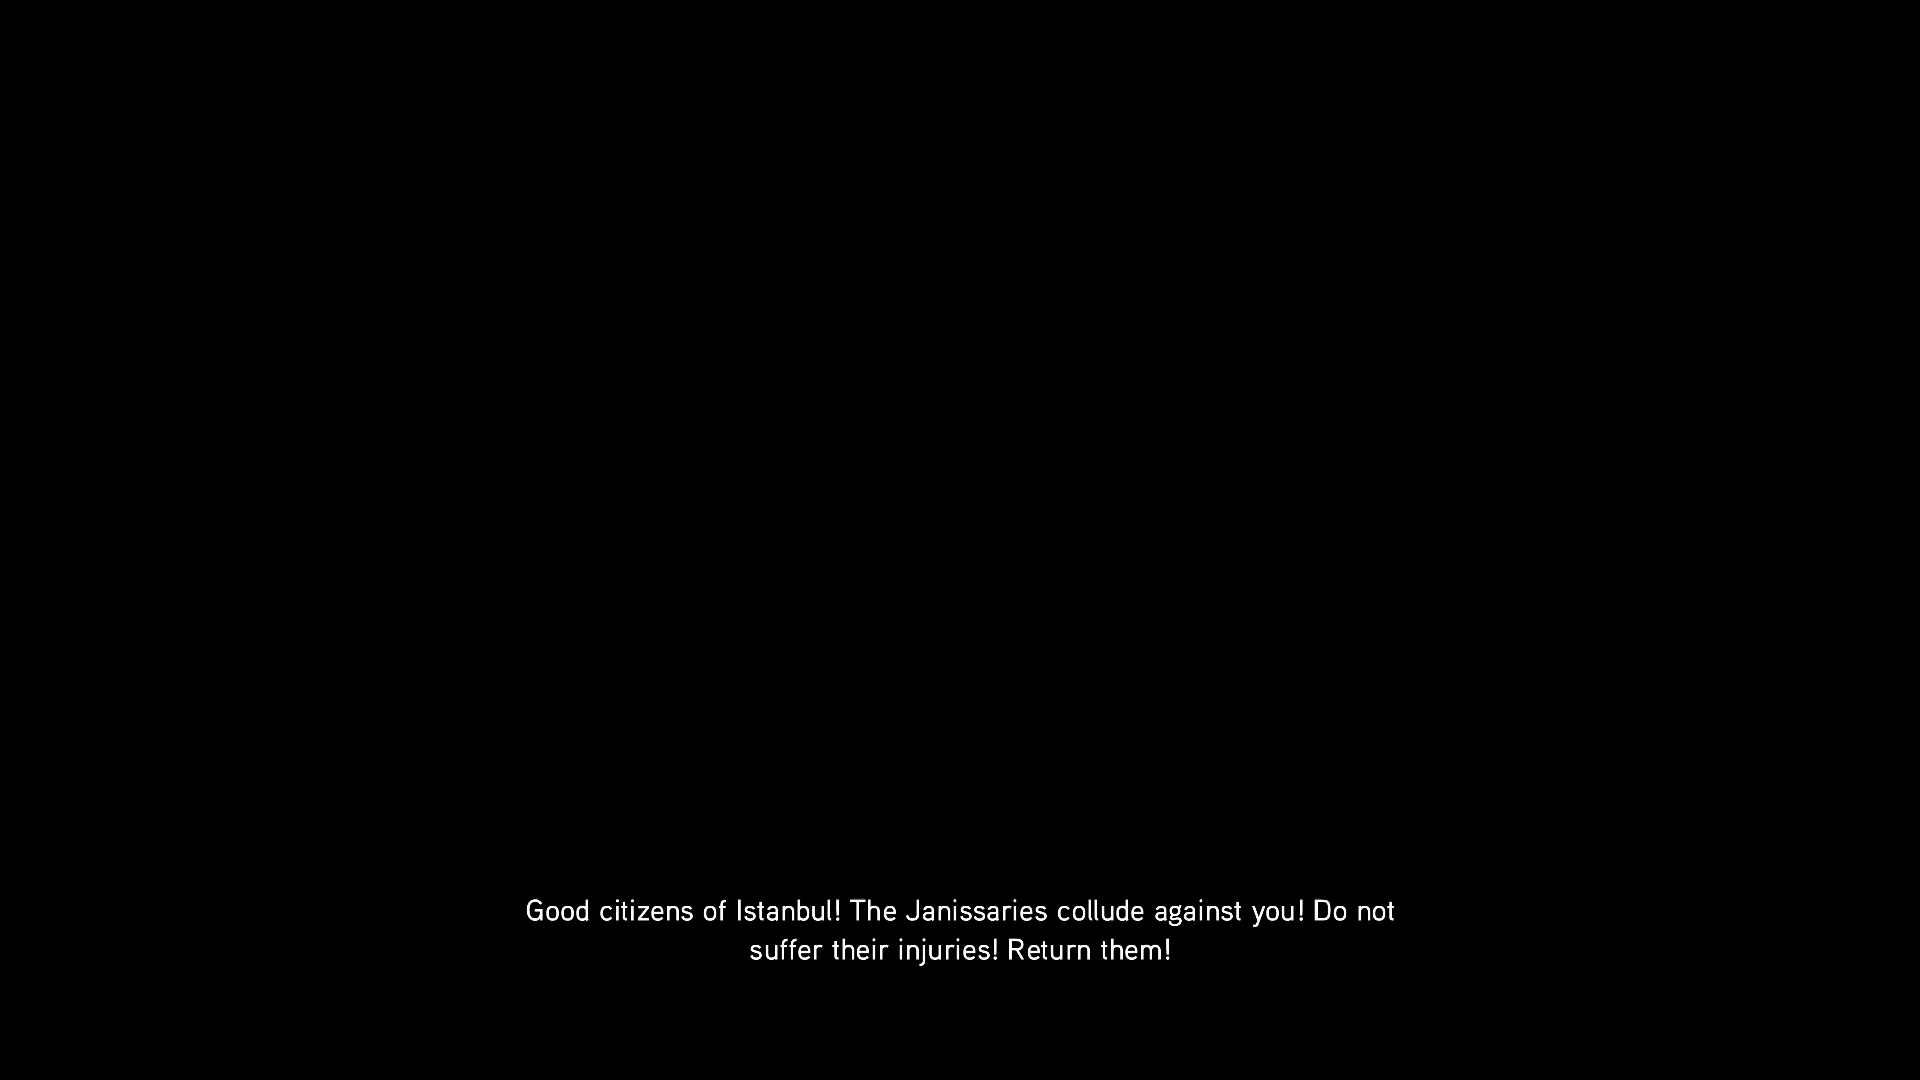 Good citizens of Istanbul! The Janissaries collude against you! Do not
suffer their injuries! Return them!